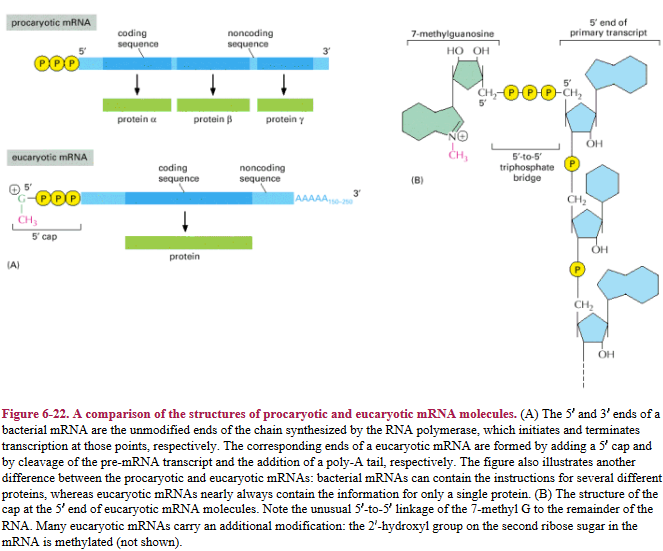 procaryotic mRNA
coding
sequence
noncoding
sequence
5′
3′
P P P
protein α
protein β
protein γ
eucaryotic mRNA
coding
sequence
noncoding
sequence
+
5′
G P P P
AAAAA150–250
3′
CH3
5′ cap
protein
(A)
7-methylguanosine
HO OH
CH2
5′
P P P
5′
CH2
N
+
CH3
5′-to-5′
triphosphate
bridge
(B)
5′ end of
primary transcript
OH
P
CH2
OH
P
CH2
OH
Figure 6-22. A comparison of the structures of procaryotic and eucaryotic mRNA molecules. (A) The 5′ and 3′ ends of a
bacterial mRNA are the unmodified ends of the chain synthesized by the RNA polymerase, which initiates and terminates
transcription at those points, respectively. The corresponding ends of a eucaryotic mRNA are formed by adding a 5′ cap and
by cleavage of the pre-mRNA transcript and the addition of a poly-A tail, respectively. The figure also illustrates another
difference between the procaryotic and eucaryotic mRNAs: bacterial mRNAs can contain the instructions for several different
proteins, whereas eucaryotic mRNAs nearly always contain the information for only a single protein. (B) The structure of the
cap at the 5′ end of eucaryotic mRNA molecules. Note the unusual 5′-to-5′ linkage of the 7-methyl G to the remainder of the
RNA. Many eucaryotic mRNAs carry an additional modification: the 2′-hydroxyl group on the second ribose sugar in the
mRNA is methylated (not shown).